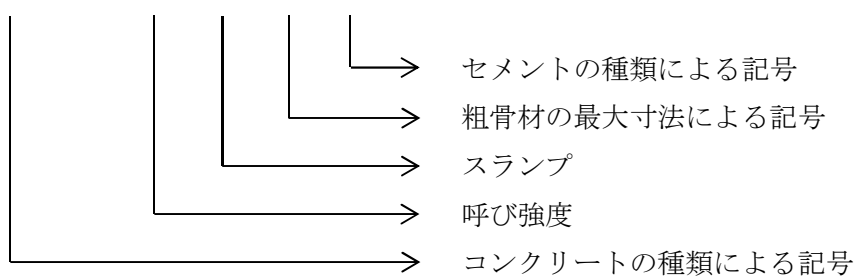 セメントの種類による記号
粗骨材の最大寸法による記号
スランプ
呼び強度
コンクリートの種類による記号